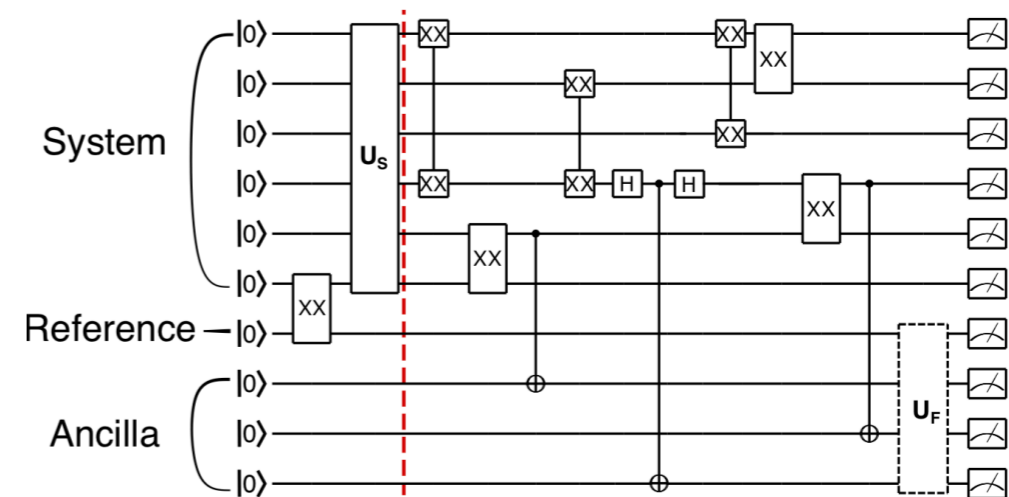 |0⟩ XX XX XX
|0⟩ XX
System |0⟩ XX
|0⟩ U_S XX XX H H
|0⟩ XX XX
|0⟩ XX
Reference |0⟩
|0⟩
Ancilla |0⟩ U_F
|0⟩